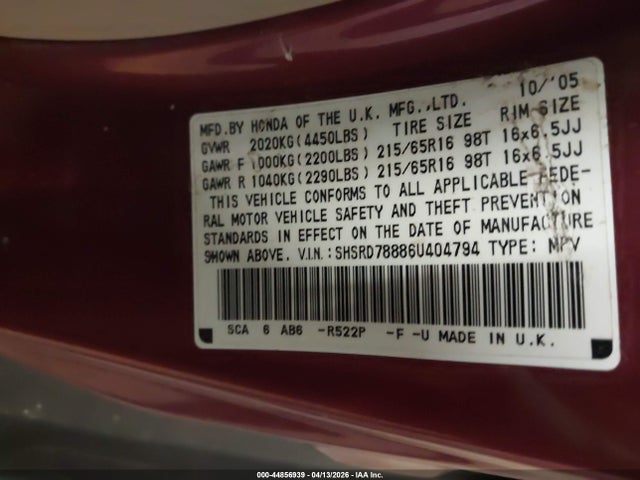 10/'05
MFD.BY HONDA OF THE U.K. MFG.,LTD.
GVWR 2020KG(4450LBS) TIRE SIZE RIM SIZE
GAWR F 1000KG(2200LBS) 215/65R16 98T 16x6.5JJ
GAWR R 1040KG(2290LBS) 215/65R16 98T 16x6.5JJ
THIS VEHICLE CONFORMS TO ALL APPLICABLE FEDE-
RAL MOTOR VEHICLE SAFETY AND THEFT PREVENTION
STANDARDS IN EFFECT ON THE DATE OF MANUFACTURE
SHOWN ABOVE. V.I.N.:SHSRD78886U404794 TYPE: MPV
SCA 6 AB6 -R522P -F -U MADE IN U.K.
000-44856939 - 04/13/2026 - IAA Inc.